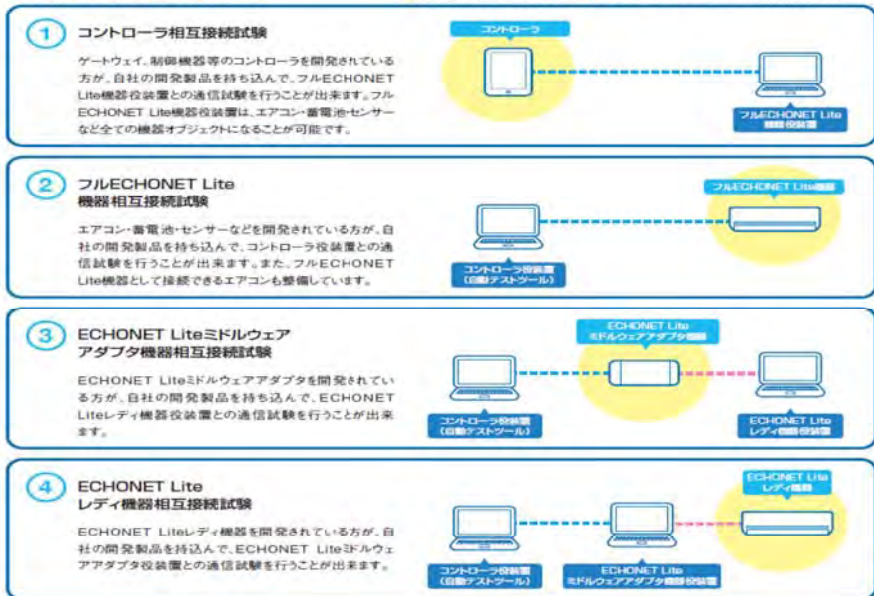 1
コントローラ相互接続試験
ゲートウェイ、制御機器等のコントローラを開発されている
方が、自社の開発製品を持ち込んで、フルECHONET
Lite機器役装置との通信試験を行うことが出来ます。フル
ECHONET Lite機器役装置は、エアコン・蓄電池・センサー
など全ての機器オブジェクトになることが可能です。
コントローラ
フルECHONET Lite
機器役装置
2
フルECHONET Lite
機器相互接続試験
エアコン・蓄電池・センサーなどを開発されている方が、自
社の開発製品を持ち込んで、コントローラ役装置との通
信試験を行うことが出来ます。また、フルECHONET
Lite機器として接続できるエアコンも整備しています。
フルECHONET Lite機器
コントローラ役装置
(自動テストツール)
3
ECHONET Liteミドルウェア
アダプタ機器相互接続試験
ECHONET Liteミドルウェアアダプタを開発されてい
る方が、自社の開発製品を持ち込んで、ECHONET
Liteレディ機器役装置との通信試験を行うことが出来
ます。
ECHONET Lite
ミドルウェアアダプタ機器
コントローラ役装置
(自動テストツール)
ECHONET Lite
レディ機器役装置
4
ECHONET Lite
レディ機器相互接続試験
ECHONET Liteレディ機器を開発されている方が、自
社の開発製品を持込んで、ECHONET Liteミドルウェ
アアダプタ役装置との通信試験を行うことが出来ます。
ECHONET Lite
レディ機器
コントローラ役装置
(自動テストツール)
ECHONET Lite
ミドルウェアアダプタ機器役装置